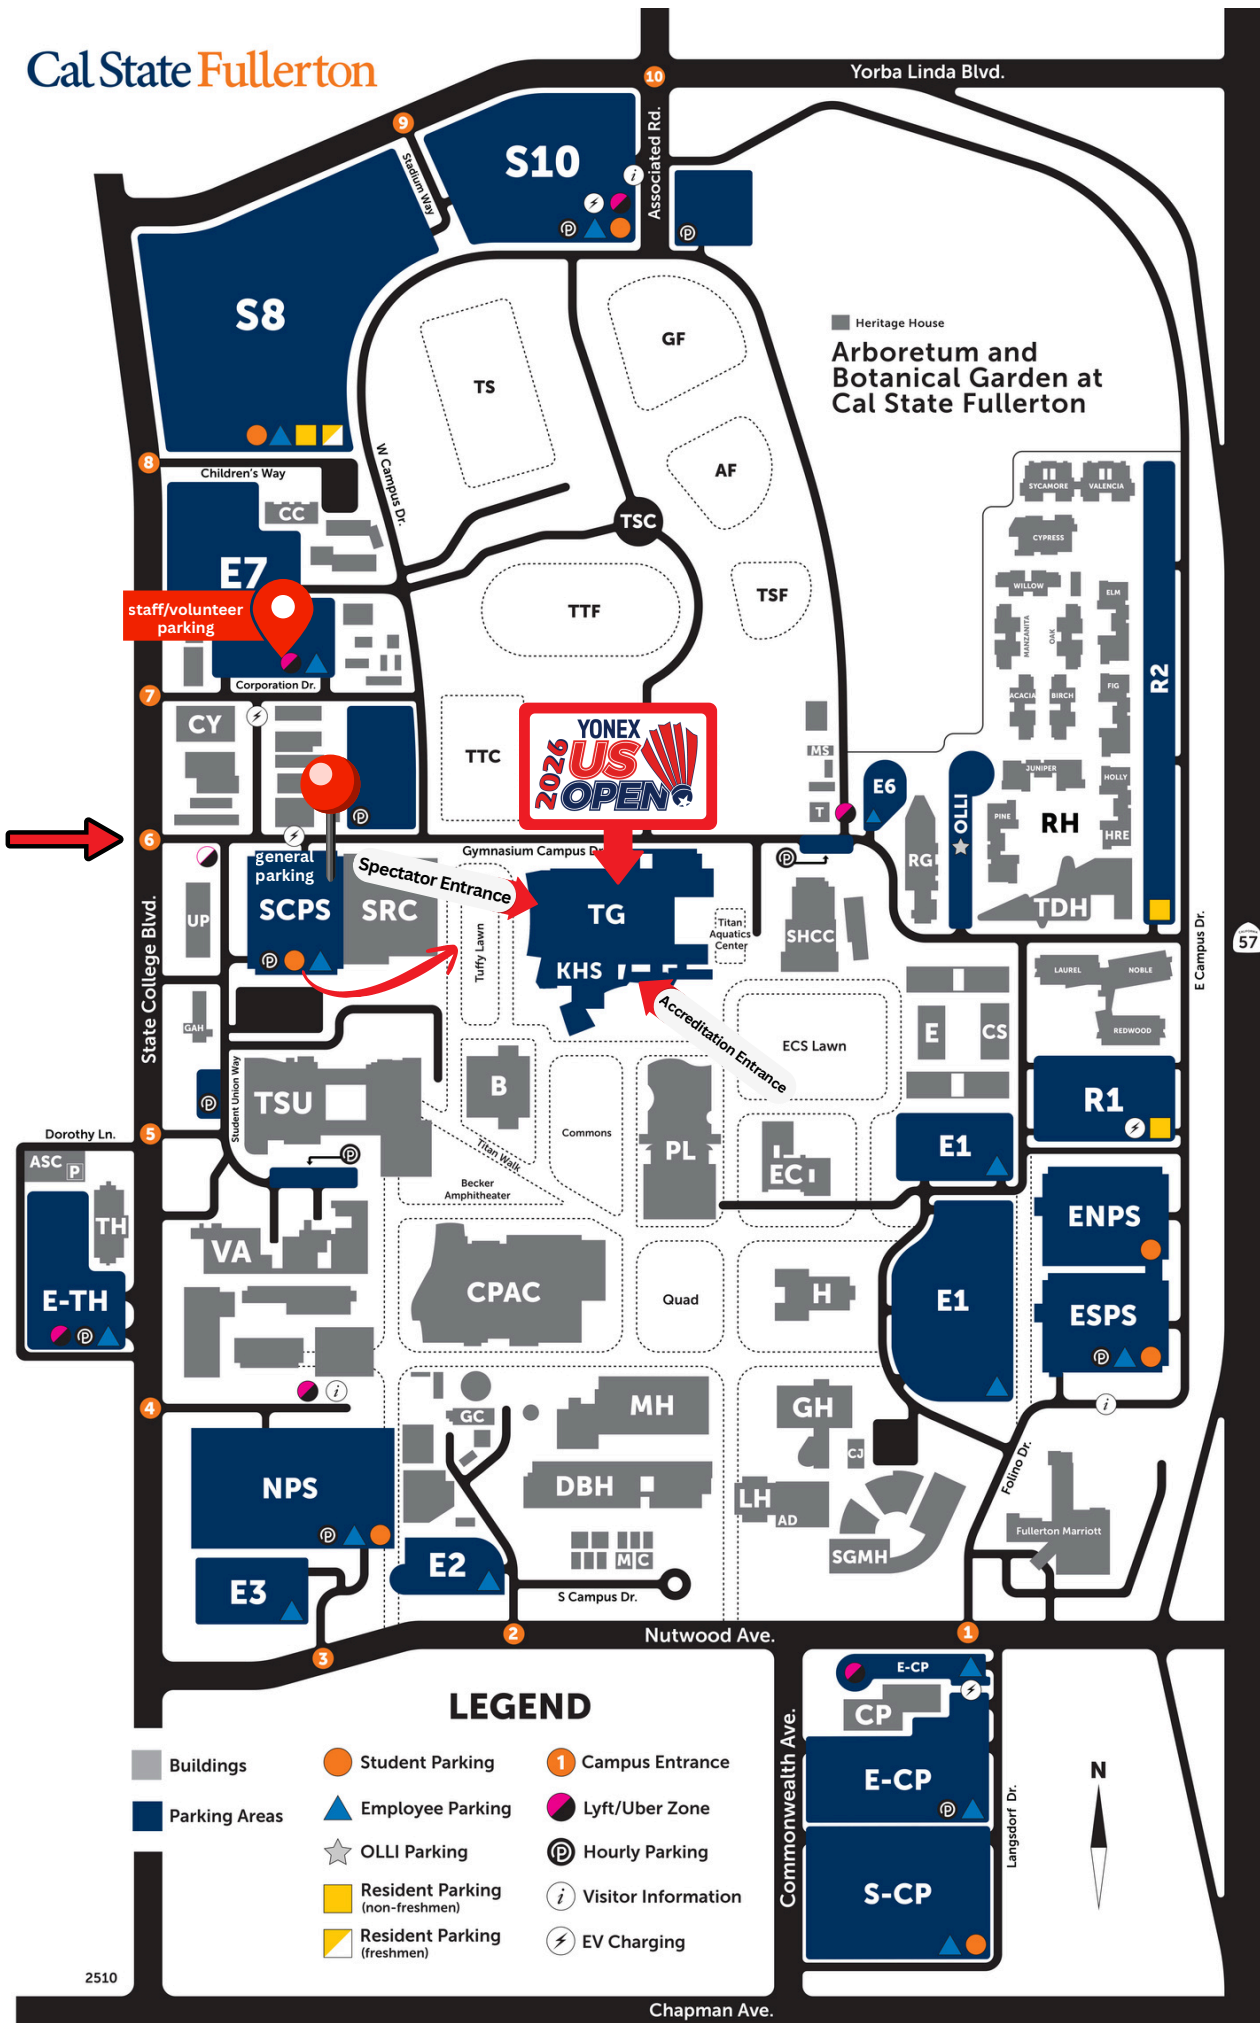 Cal State Fullerton
10
Yorba Linda Blvd.
9
S10
Stadium Way
Associated Rd.
i
P
P
S8
GF
TS
Heritage House
Arboretum and
Botanical Garden at
Cal State Fullerton
8
Children's Way
W Campus Dr.
AF
SYCAMORE
VALENCIA
CC
TSC
CYPRESS
E7
WILLOW
ELM
TTF
TSF
staff/volunteer
parking
MANZANITA
OAK
R2
Corporation Dr.
7
ACACIA
BIRCH
FIG
CY
YONEX
2026
US
OPEN
TTC
MS
JUNIPER
HOLLY
E6
OLLI
T
P
PINE
RH
HRE
6
Gymnasium Campus Dr.
P
general
parking
Spectator Entrance
RG
SCPS
SRC
TG
UP
TDH
Titan
Aquatics
Center
SHCC
State College Blvd.
Tuffy Lawn
E Campus Dr.
57
P
KHS
LAUREL
NOBLE
Accreditation Entrance
GAH
E
CS
REDWOOD
ECS Lawn
Student Union Way
TSU
B
R1
P
Dorothy Ln.
5
Commons
PL
E1
ASC
P
P
Titan Walk
EC
Becker
Amphitheater
TH
ENPS
VA
CPAC
E-TH
Quad
H
E1
ESPS
P
P
i
4
i
MH
GH
GC
CJ
Folino Dr.
NPS
DBH
LH
AD
Fullerton Marriott
P
MC
SGMH
E2
E3
S Campus Dr.
2
Nutwood Ave.
1
3
E-CP
LEGEND
CP
Buildings
Student Parking
1 Campus Entrance
Parking Areas
Employee Parking
Lyft/Uber Zone
OLLI Parking
P Hourly Parking
Resident Parking
(non-freshmen)
i Visitor Information
Resident Parking
(freshmen)
EV Charging
Commonwealth Ave.
E-CP
P
Langsdorf Dr.
N
S-CP
2510
Chapman Ave.